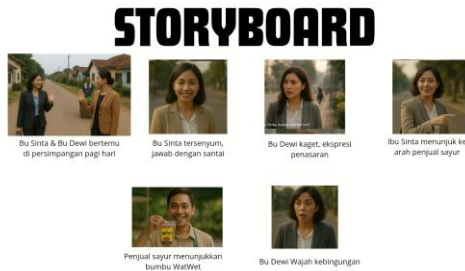 STORYBOARD
Bu Sinta & Bu Dewi bertemu
di persimpangan pagi hari
Bu Sinta tersenyum,
jawab dengan santai
Bu Dewi kaget, ekspresi
penasaran
Ibu Sinta menunjuk ke
arah penjual sayur
Penjual sayur menunjukkan
bumbu WatWet
Bu Dewi Wajah kebingungan